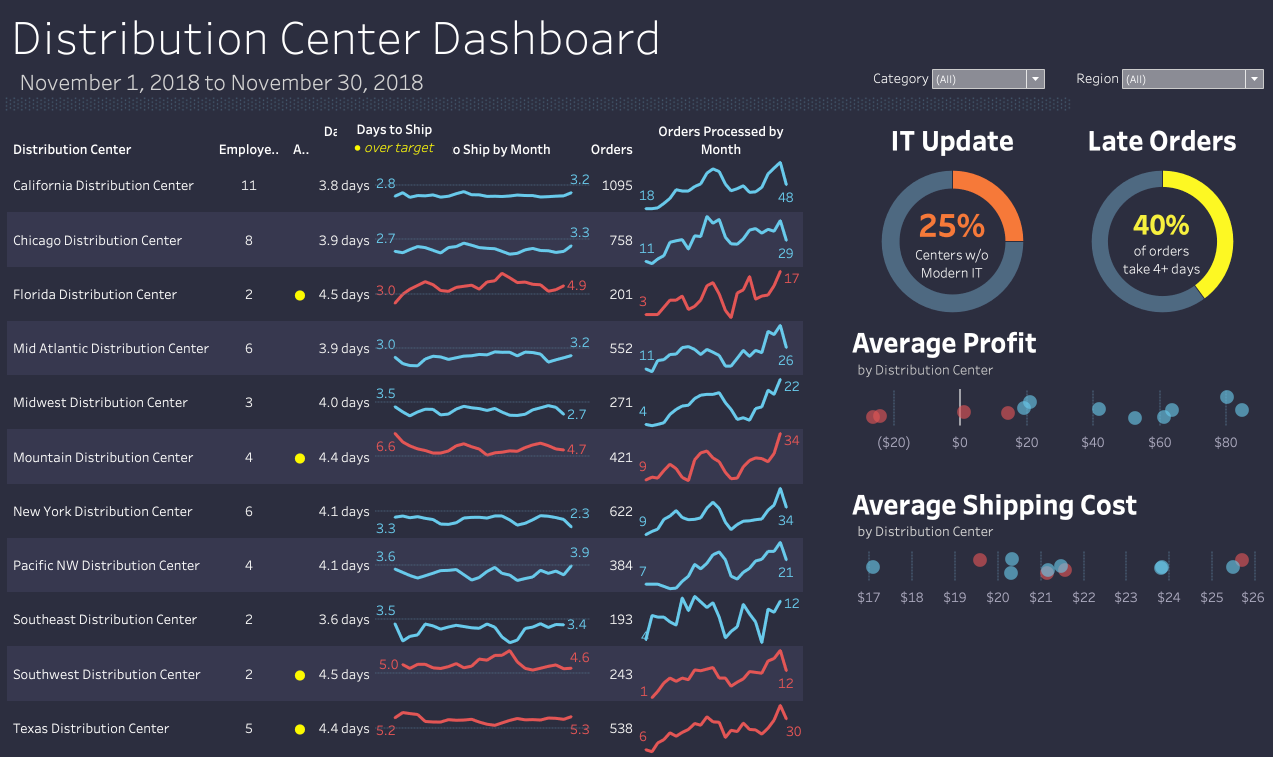 Distribution Center Dashboard
November 1, 2018 to November 30, 2018
Category (All) Region (All)
Distribution Center Employe.. A.. Da Days to Ship
• over target o Ship by Month Orders Orders Processed by
Month
California Distribution Center 11 3.8 days 2.8 3.2 1095 18 48
Chicago Distribution Center 8 3.9 days 2.7 3.3 758 11 29
Florida Distribution Center 2 4.5 days 3.0 4.9 201 3 17
Mid Atlantic Distribution Center 6 3.9 days 3.0 3.2 552 11 26
Midwest Distribution Center 3 4.0 days 3.5 2.7 271 4 22
Mountain Distribution Center 4 4.4 days 6.6 4.7 421 9 34
New York Distribution Center 6 4.1 days 3.3 2.3 622 9 34
Pacific NW Distribution Center 4 4.1 days 3.6 3.9 384 7 21
Southeast Distribution Center 2 3.6 days 3.5 3.4 193 4 12
Southwest Distribution Center 2 4.5 days 5.0 4.6 243 1 12
Texas Distribution Center 5 4.4 days 5.2 5.3 538 6 30
IT Update
25%
Centers w/o
Modern IT
Late Orders
40%
of orders
take 4+ days
Average Profit
by Distribution Center
($20) $0 $20 $40 $60 $80
Average Shipping Cost
by Distribution Center
$17 $18 $19 $20 $21 $22 $23 $24 $25 $26